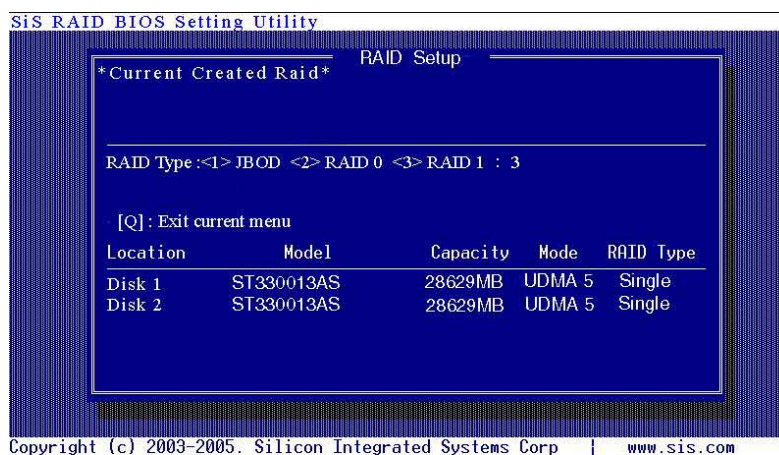 SiS RAID BIOS Setting Utility
RAID Setup
*Current Created Raid*
RAID Type :<1> JBOD <2> RAID 0 <3> RAID 1 : 3
[Q] : Exit current menu
Location Model Capacity Mode RAID Type
Disk 1 ST330013AS 28629MB UDMA 5 Single
Disk 2 ST330013AS 28629MB UDMA 5 Single
Copyright (c) 2003-2005. Silicon Integrated Systems Corp | www.sis.com